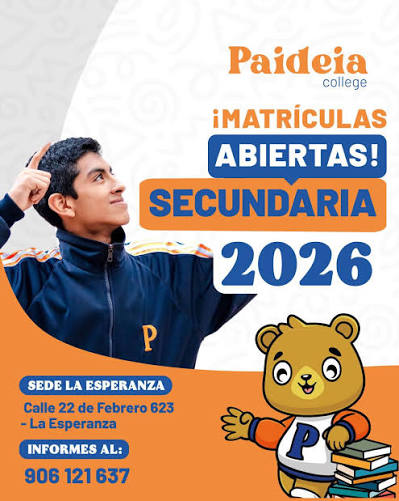 Paideia
college
¡MATRÍCULAS
ABIERTAS!
SECUNDARIA
2026
P
SEDE LA ESPERANZA
Calle 22 de Febrero 623
- La Esperanza
INFORMES AL:
906 121 637
P